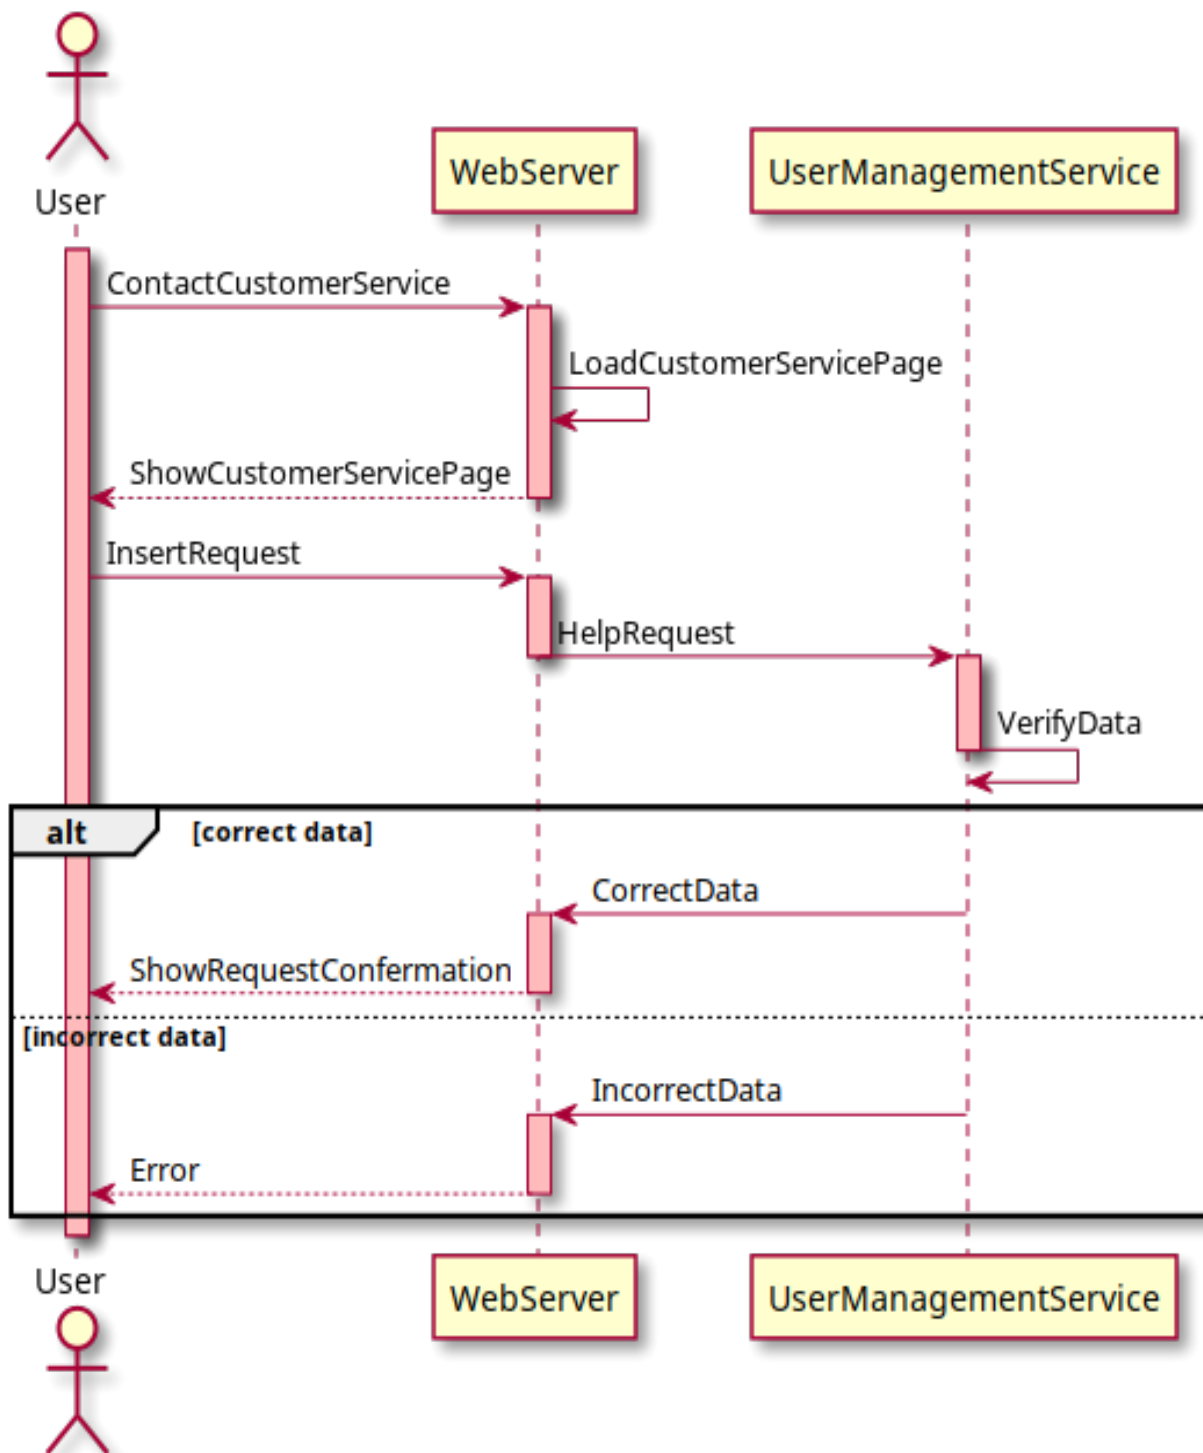 User
WebServer
UserManagementService
ContactCustomerService
LoadCustomerServicePage
ShowCustomerServicePage
InsertRequest
HelpRequest
VerifyData
alt [correct data]
CorrectData
ShowRequestConfermation
[incorrect data]
IncorrectData
Error
User
WebServer
UserManagementService